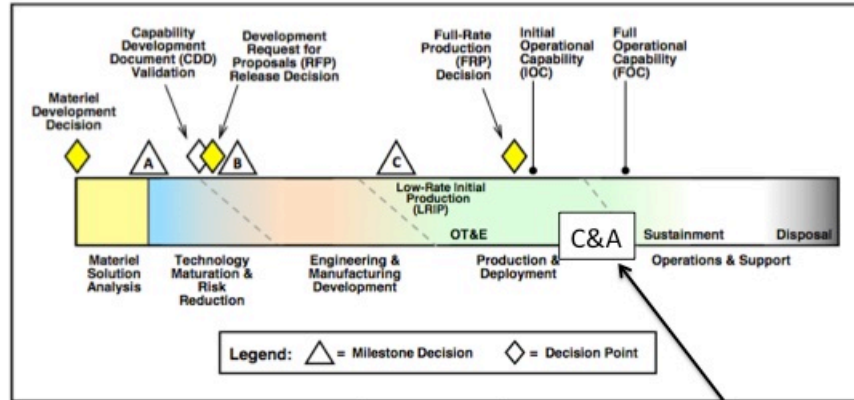 Capability
Development
Document (CDD)
Validation
Development
Request for
Proposals (RFP)
Release Decision
Full-Rate
Production
(FRP)
Decision
Initial
Operational
Capability
(IOC)
Full
Operational
Capability
(FOC)
Materiel
Development
Decision
A
B
C
Low-Rate Initial
Production
(LRIP)
OT&E
C&A
Sustainment
Disposal
Materiel
Solution
Analysis
Technology
Maturation &
Risk
Reduction
Engineering &
Manufacturing
Development
Production &
Deployment
Operations & Support
Legend: = Milestone Decision = Decision Point